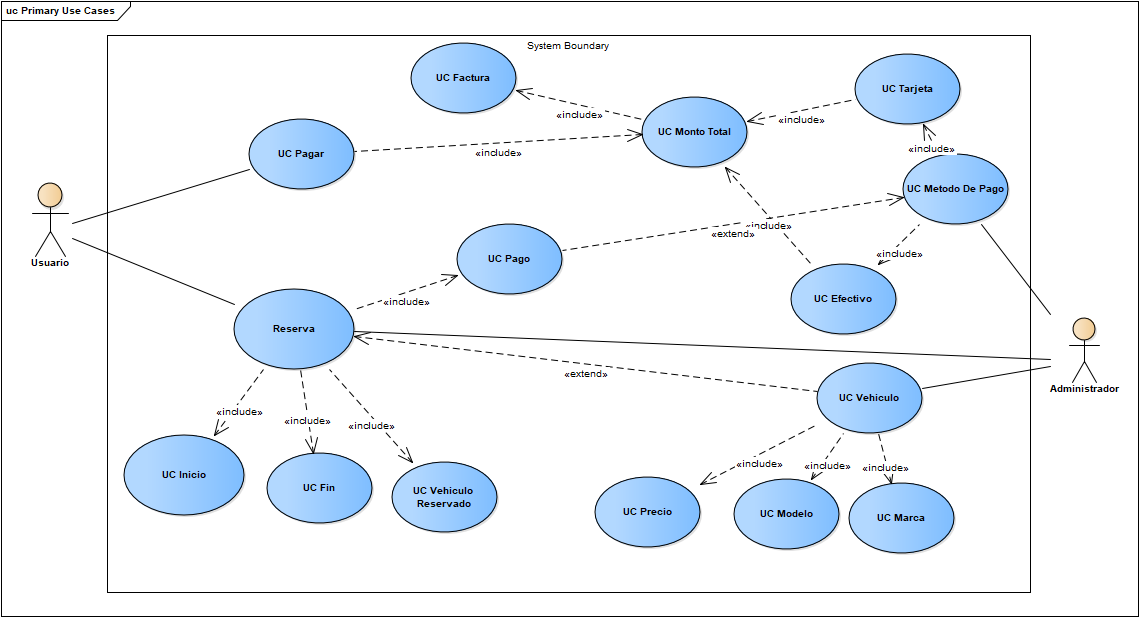 uc Primary Use Cases
System Boundary
UC Factura
UC Tarjeta
«include»
«include»
UC Monto Total
UC Pagar
«include»
«include»
UC Metodo De Pago
Usuario
«include»
«extend»
UC Pago
«include»
«include»
UC Efectivo
Reserva
Administrador
«extend»
UC Vehiculo
«include»
«include»
«include»
«include»
«include»
«include»
UC Inicio
UC Fin
UC Vehiculo
Reservado
UC Precio
UC Modelo
UC Marca